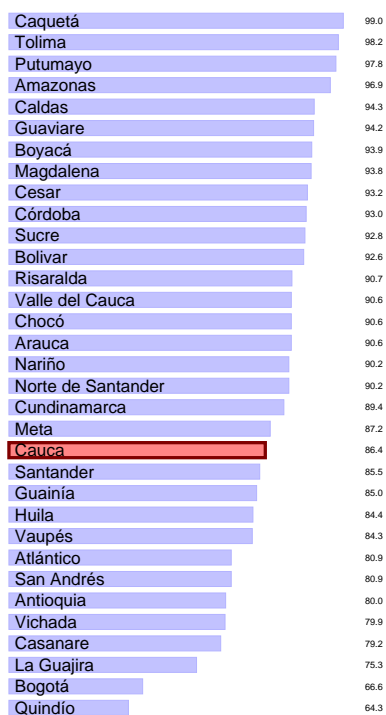 Caquetá 99.0
Tolima 98.2
Putumayo 97.8
Amazonas 96.9
Caldas 94.3
Guaviare 94.2
Boyacá 93.9
Magdalena 93.8
Cesar 93.2
Córdoba 93.0
Sucre 92.8
Bolivar 92.6
Risaralda 90.7
Valle del Cauca 90.6
Chocó 90.6
Arauca 90.6
Nariño 90.2
Norte de Santander 90.2
Cundinamarca 89.4
Meta 87.2
Cauca 86.4
Santander 85.5
Guainía 85.0
Huila 84.4
Vaupés 84.3
Atlántico 80.9
San Andrés 80.9
Antioquia 80.0
Vichada 79.9
Casanare 79.2
La Guajira 75.3
Bogotá 66.6
Quindío 64.3